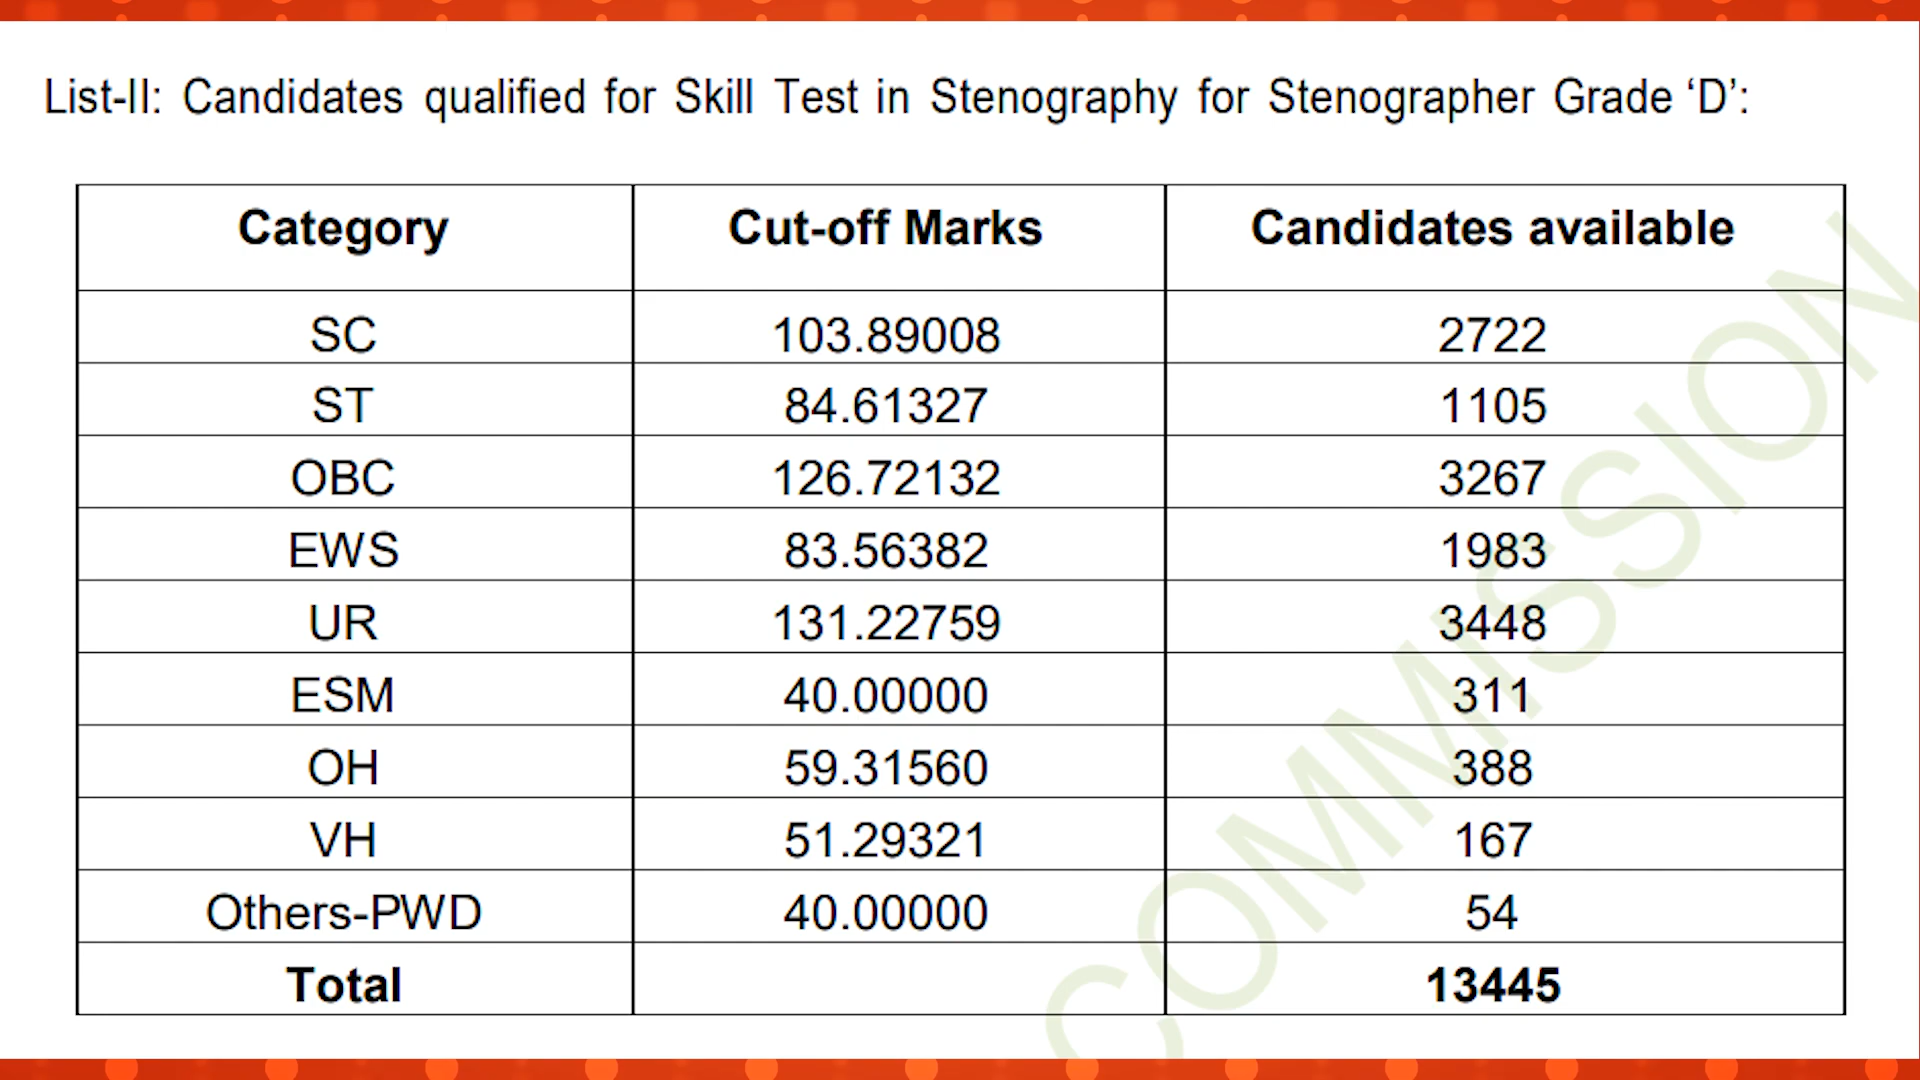 List-II: Candidates qualified for Skill Test in Stenography for Stenographer Grade ‘D’:
Category Cut-off Marks Candidates available
SC 103.89008 2722
ST 84.61327 1105
OBC 126.72132 3267
EWS 83.56382 1983
UR 131.22759 3448
ESM 40.00000 311
OH 59.31560 388
VH 51.29321 167
Others-PWD 40.00000 54
Total 13445
COMMISSION